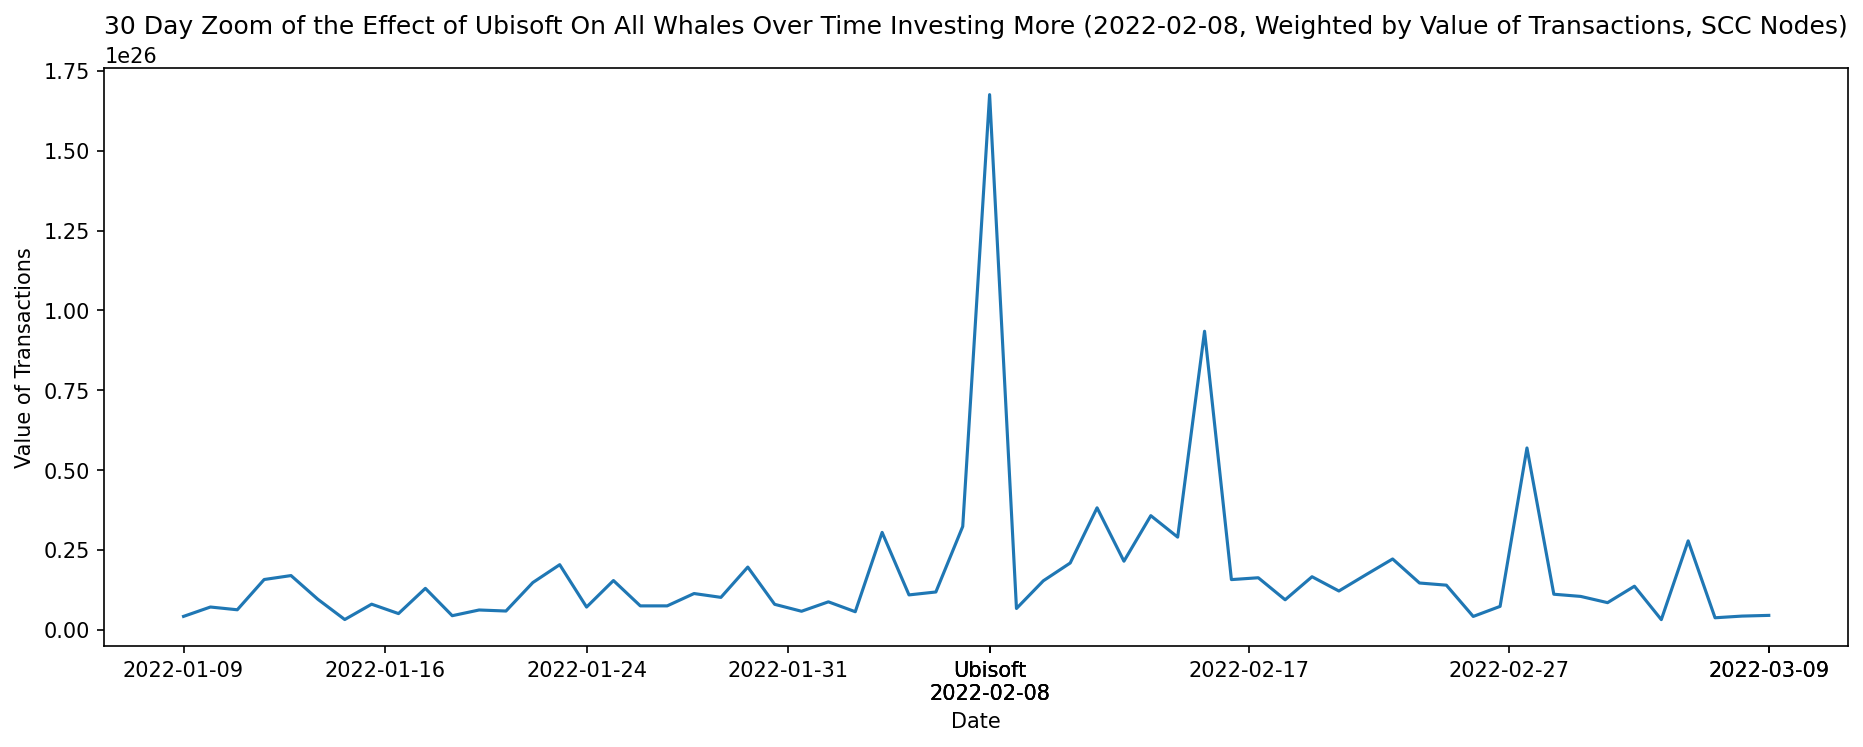 30 Day Zoom of the Effect of Ubisoft On All Whales Over Time Investing More (2022-02-08, Weighted by Value of Transactions, SCC Nodes)
1e26
1.75
1.50
1.25
1.00
0.75
0.50
0.25
0.00
Value of Transactions
2022-01-09 2022-01-16 2022-01-24 2022-01-31 Ubisoft 2022-02-17 2022-02-27 2022-03-09
2022-02-08
Date